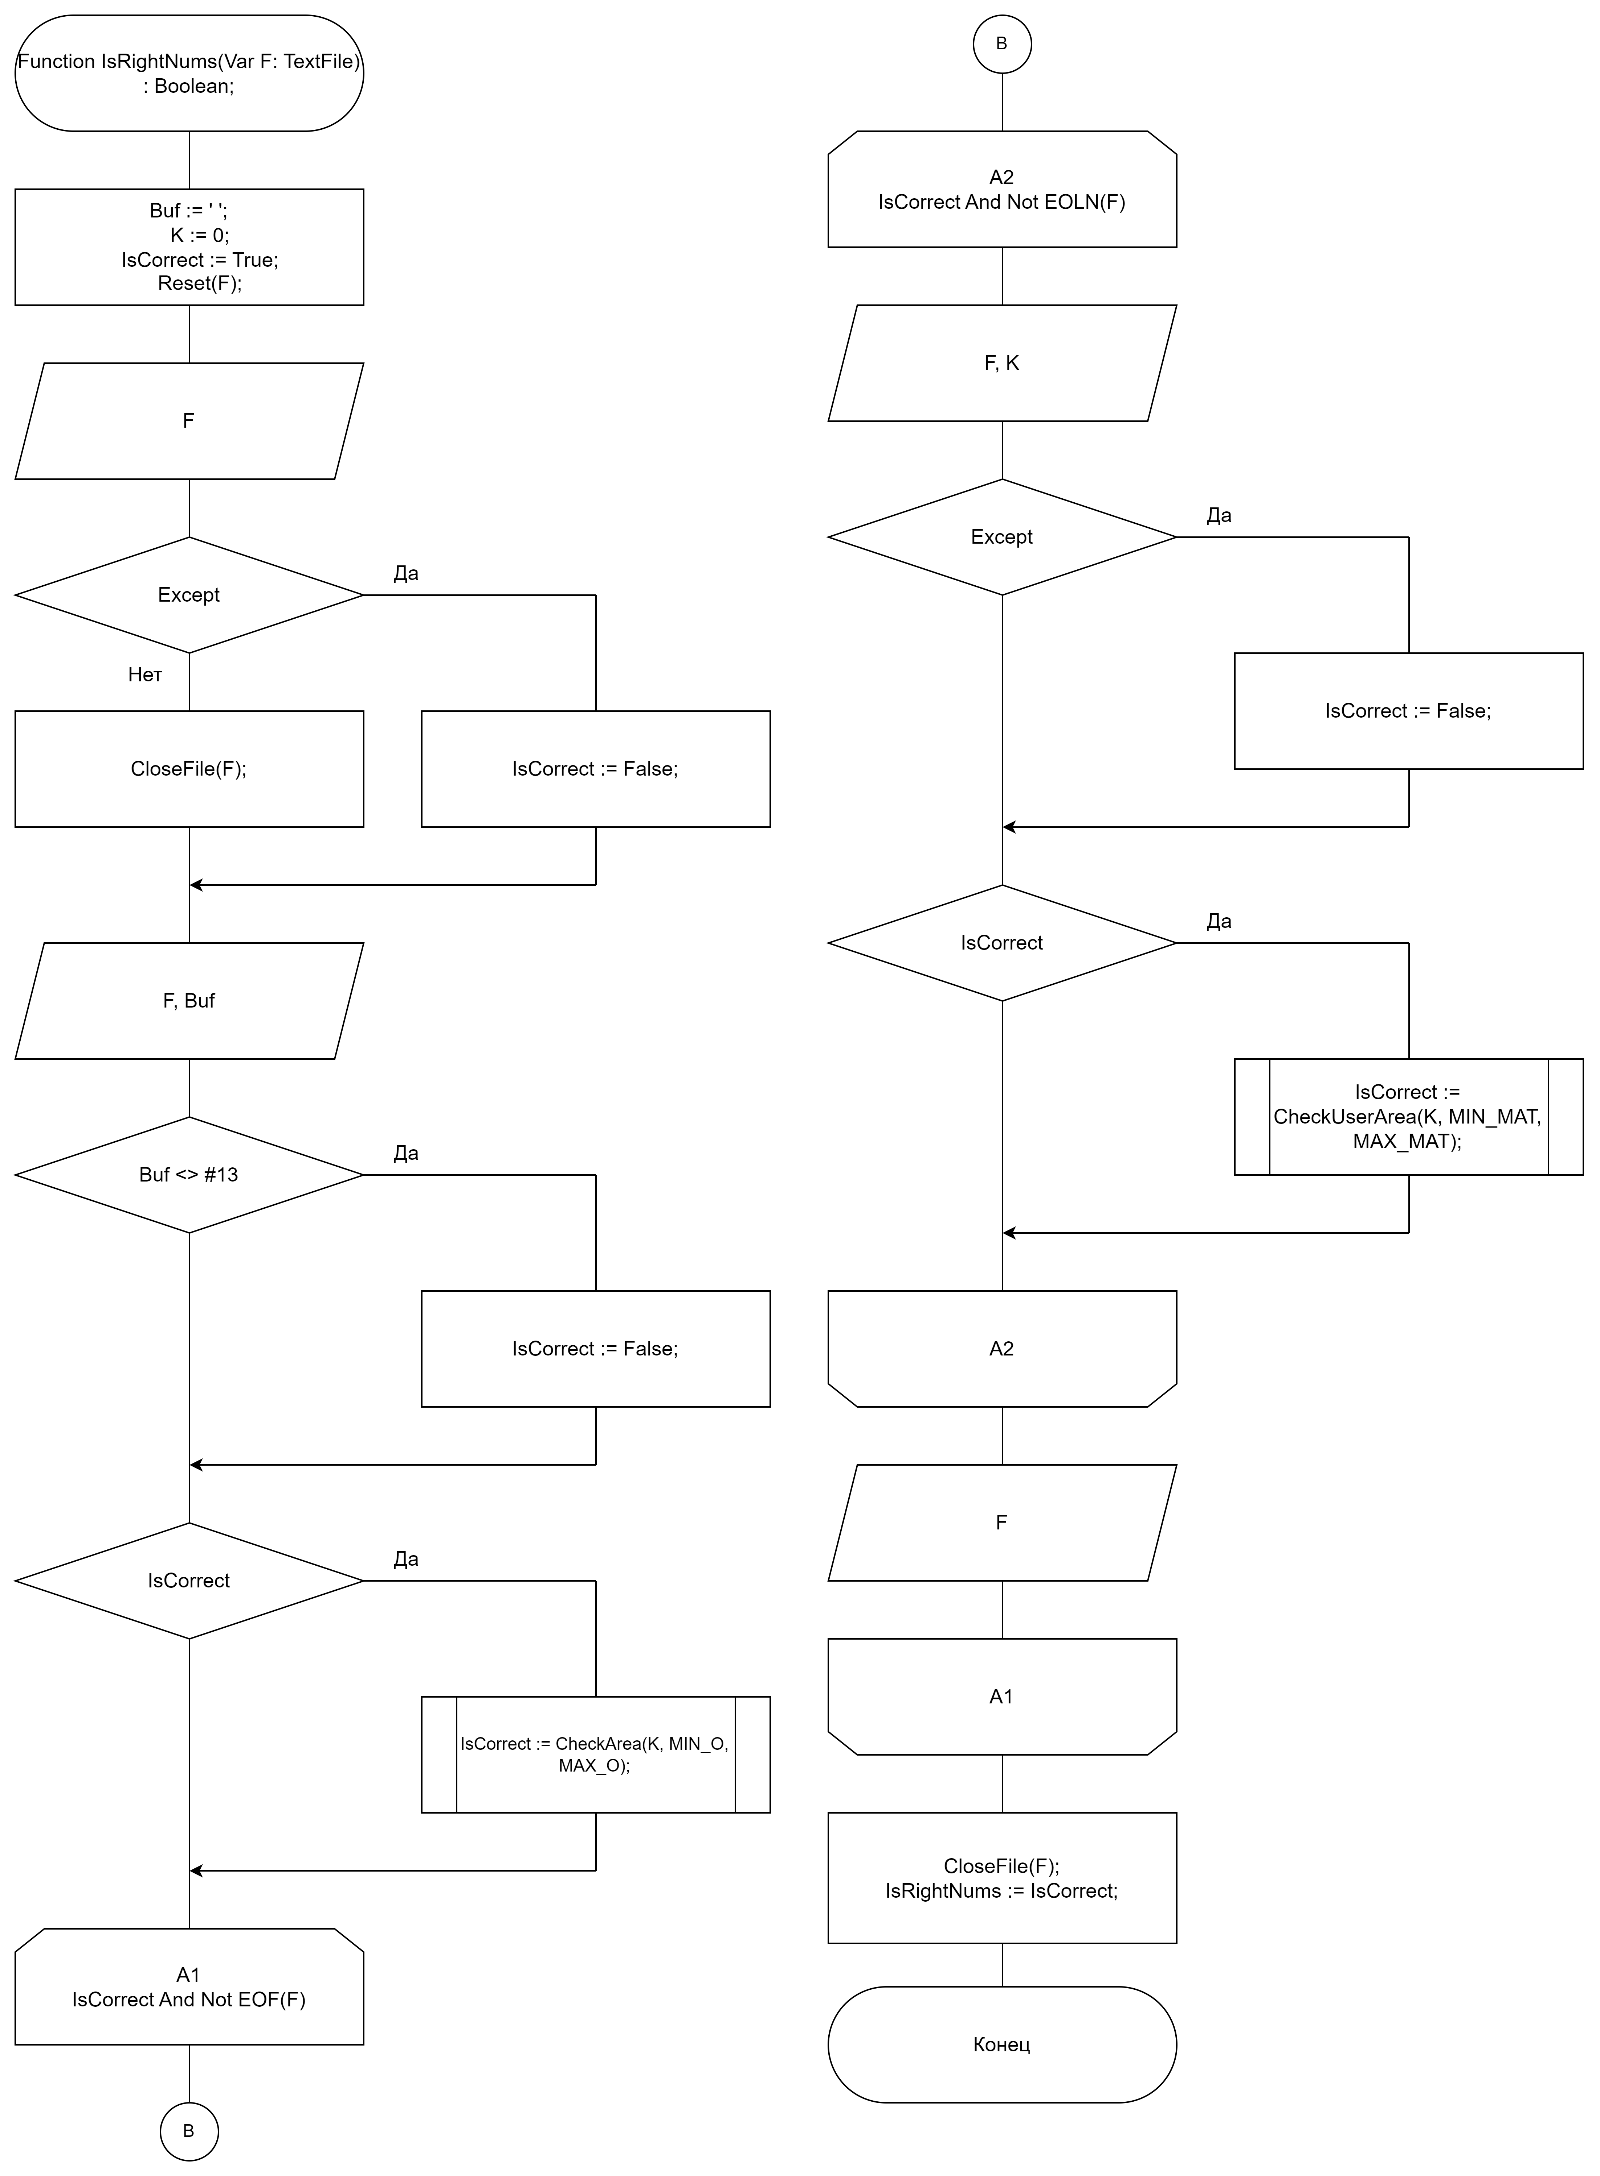 Function IsRightNums(Var F: TextFile)
: Boolean;
Buf := ' ';
K := 0;
IsCorrect := True;
Reset(F);
F
Except
Да
Нет
CloseFile(F);
IsCorrect := False;
F, Buf
Buf <> #13
Да
IsCorrect := False;
IsCorrect
Да
IsCorrect := CheckArea(K, MIN_O,
MAX_O);
A1
IsCorrect And Not EOF(F)
B
B
A2
IsCorrect And Not EOLN(F)
F, K
Except
Да
IsCorrect := False;
IsCorrect
Да
IsCorrect :=
CheckUserArea(K, MIN_MAT,
MAX_MAT);
A2
F
A1
CloseFile(F);
IsRightNums := IsCorrect;
Конец